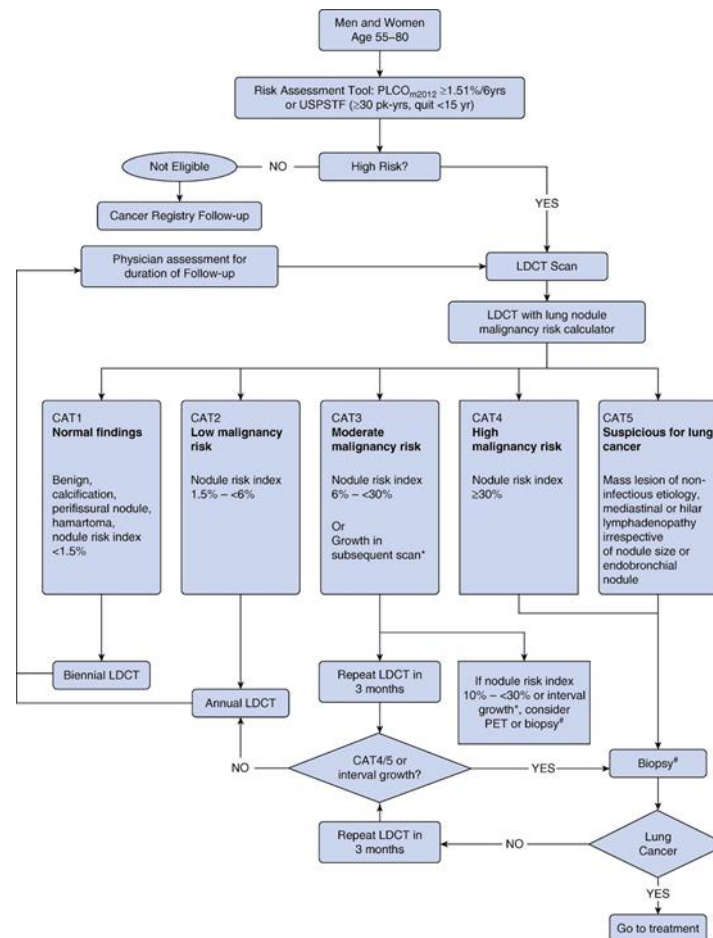 Men and Women
Age 55–80
Risk Assessment Tool: PLCOm2012 ≥1.51%/6yrs
or USPSTF (≥30 pk-yrs, quit <15 yr)
Not Eligible
NO
High Risk?
Cancer Registry Follow-up
YES
Physician assessment for
duration of Follow-up
LDCT Scan
LDCT with lung nodule
malignancy risk calculator
CAT1
Normal findings
Benign,
calcification,
perifissural nodule,
hamartoma,
nodule risk index
<1.5%
CAT2
Low malignancy
risk
Nodule risk index
1.5% – <6%
CAT3
Moderate
malignancy risk
Nodule risk index
6% – <30%
Or
Growth in
subsequent scan*
CAT4
High
malignancy risk
Nodule risk index
≥30%
CAT5
Suspicious for lung
cancer
Mass lesion of non-
infectious etiology,
mediastinal or hilar
lymphadenopathy
irrespective
of nodule size or
endobronchial
nodule
Biennial LDCT
Annual LDCT
Repeat LDCT in
3 months
If nodule risk index
10% – <30% or interval
growth*, consider
PET or biopsy#
NO
CAT4/5 or
interval growth?
YES
Biopsy#
Repeat LDCT in
3 months
NO
Lung
Cancer
YES
Go to treatment